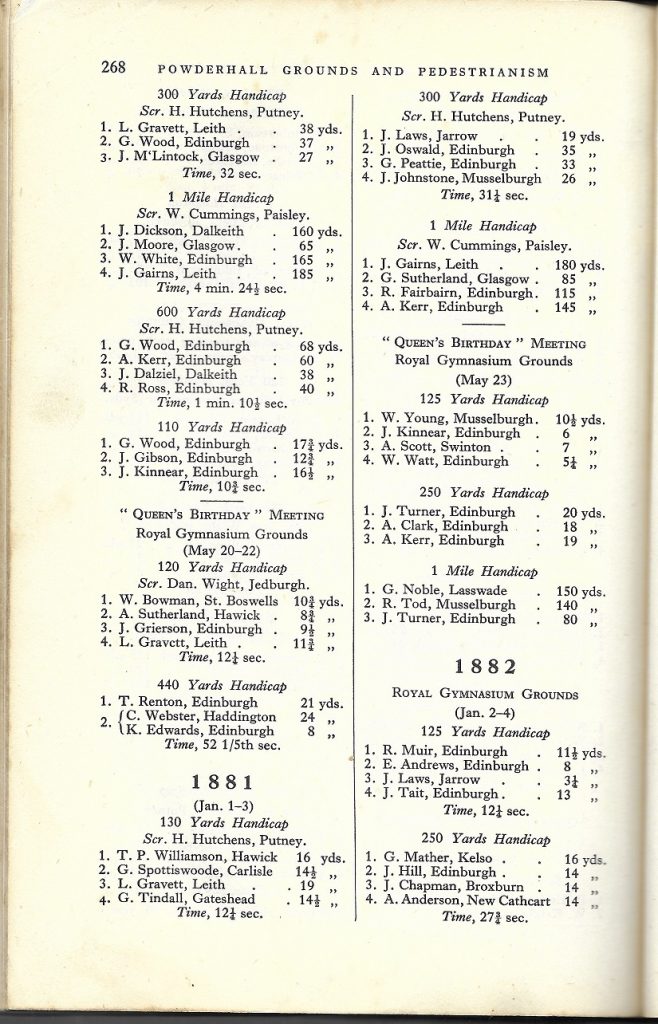 268 POWDERHALL GROUNDS AND PEDESTRIANISM
300 Yards Handicap
Scr. H. Hutchens, Putney.
1. L. Gravett, Leith . . 38 yds.
2. G. Wood, Edinburgh . 37 „
3. J. M‘Lintock, Glasgow . 27 „
Time, 32 sec.
1 Mile Handicap
Scr. W. Cummings, Paisley.
1. J. Dickson, Dalkeith . 160 yds.
2. J. Moore, Glasgow . . 65 „
3. W. White, Edinburgh . 165 „
4. J. Gairns, Leith . . 185 „
Time, 4 min. 24½ sec.
600 Yards Handicap
Scr. H. Hutchens, Putney.
1. G. Wood, Edinburgh . 68 yds.
2. A. Kerr, Edinburgh . 60 „
3. J. Dalziel, Dalkeith . 38 „
4. R. Ross, Edinburgh . 40 „
Time, 1 min. 10½ sec.
110 Yards Handicap
1. G. Wood, Edinburgh . 17¾ yds.
2. J. Gibson, Edinburgh . 12¾ „
3. J. Kinnear, Edinburgh . 16½ „
Time, 10¾ sec.
“ QUEEN’S BIRTHDAY ” MEETING
Royal Gymnasium Grounds
(May 20–22)
120 Yards Handicap
Scr. Dan. Wight, Jedburgh.
1. W. Bowman, St. Boswells 10¾ yds.
2. A. Sutherland, Hawick . 8¾ „
3. J. Grierson, Edinburgh . 9½ „
4. L. Gravett, Leith . . 11¾ „
Time, 12¼ sec.
440 Yards Handicap
1. T. Renton, Edinburgh 21 yds.
2. { C. Webster, Haddington 24 „
{ K. Edwards, Edinburgh 8 „
Time, 52 1/5th sec.
1881
(Jan. 1–3)
130 Yards Handicap
Scr. H. Hutchens, Putney.
1. T. P. Williamson, Hawick 16 yds.
2. G. Spottiswoode, Carlisle 14½ „
3. L. Gravett, Leith . . 19 „
4. G. Tindall, Gateshead . 14½ „
Time, 12¼ sec.
300 Yards Handicap
Scr. H. Hutchens, Putney.
1. J. Laws, Jarrow . . 19 yds.
2. J. Oswald, Edinburgh . 35 „
3. G. Peattie, Edinburgh . 33 „
4. J. Johnstone, Musselburgh 26 „
Time, 31¼ sec.
1 Mile Handicap
Scr. W. Cummings, Paisley.
1. J. Gairns, Leith . . 180 yds.
2. G. Sutherland, Glasgow . 85 „
3. R. Fairbairn, Edinburgh. 115 „
4. A. Kerr, Edinburgh . 145 „
“ QUEEN’S BIRTHDAY ” MEETING
Royal Gymnasium Grounds
(May 23)
125 Yards Handicap
1. W. Young, Musselburgh. 10½ yds.
2. J. Kinnear, Edinburgh . 6 „
3. A. Scott, Swinton . . 7 „
4. W. Watt, Edinburgh . 5¼ „
250 Yards Handicap
1. J. Turner, Edinburgh . 20 yds.
2. A. Clark, Edinburgh . 18 „
3. A. Kerr, Edinburgh . 19 „
1 Mile Handicap
1. G. Noble, Lasswade . 150 yds.
2. R. Tod, Musselburgh . 140 „
3. J. Turner, Edinburgh . 80 „
1882
ROYAL GYMNASIUM GROUNDS
(Jan. 2–4)
125 Yards Handicap
1. R. Muir, Edinburgh . 11½ yds.
2. E. Andrews, Edinburgh . 8 „
3. J. Laws, Jarrow . . 3¼ „
4. J. Tait, Edinburgh . . 13 „
Time, 12¼ sec.
250 Yards Handicap
1. G. Mather, Kelso . . 16 yds.
2. J. Hill, Edinburgh . . 14 „
3. J. Chapman, Broxburn . 14 „
4. A. Anderson, New Cathcart 14 „
Time, 27¾ sec.